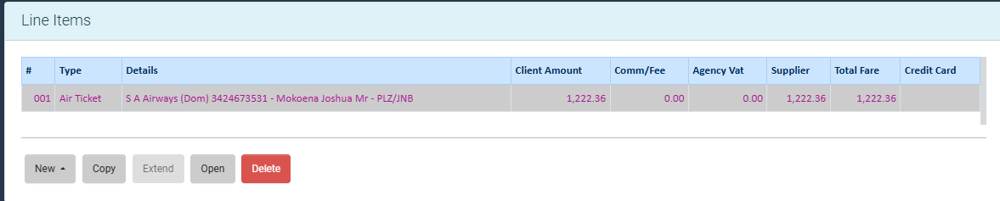 Line Items
# Type Details Client Amount Comm/Fee Agency Vat Supplier Total Fare Credit Card
001 Air Ticket S A Airways (Dom) 3424673531 - Mokoena Joshua Mr - PLZ/JNB 1,222.36 0.00 0.00 1,222.36 1,222.36
New Copy Extend Open Delete